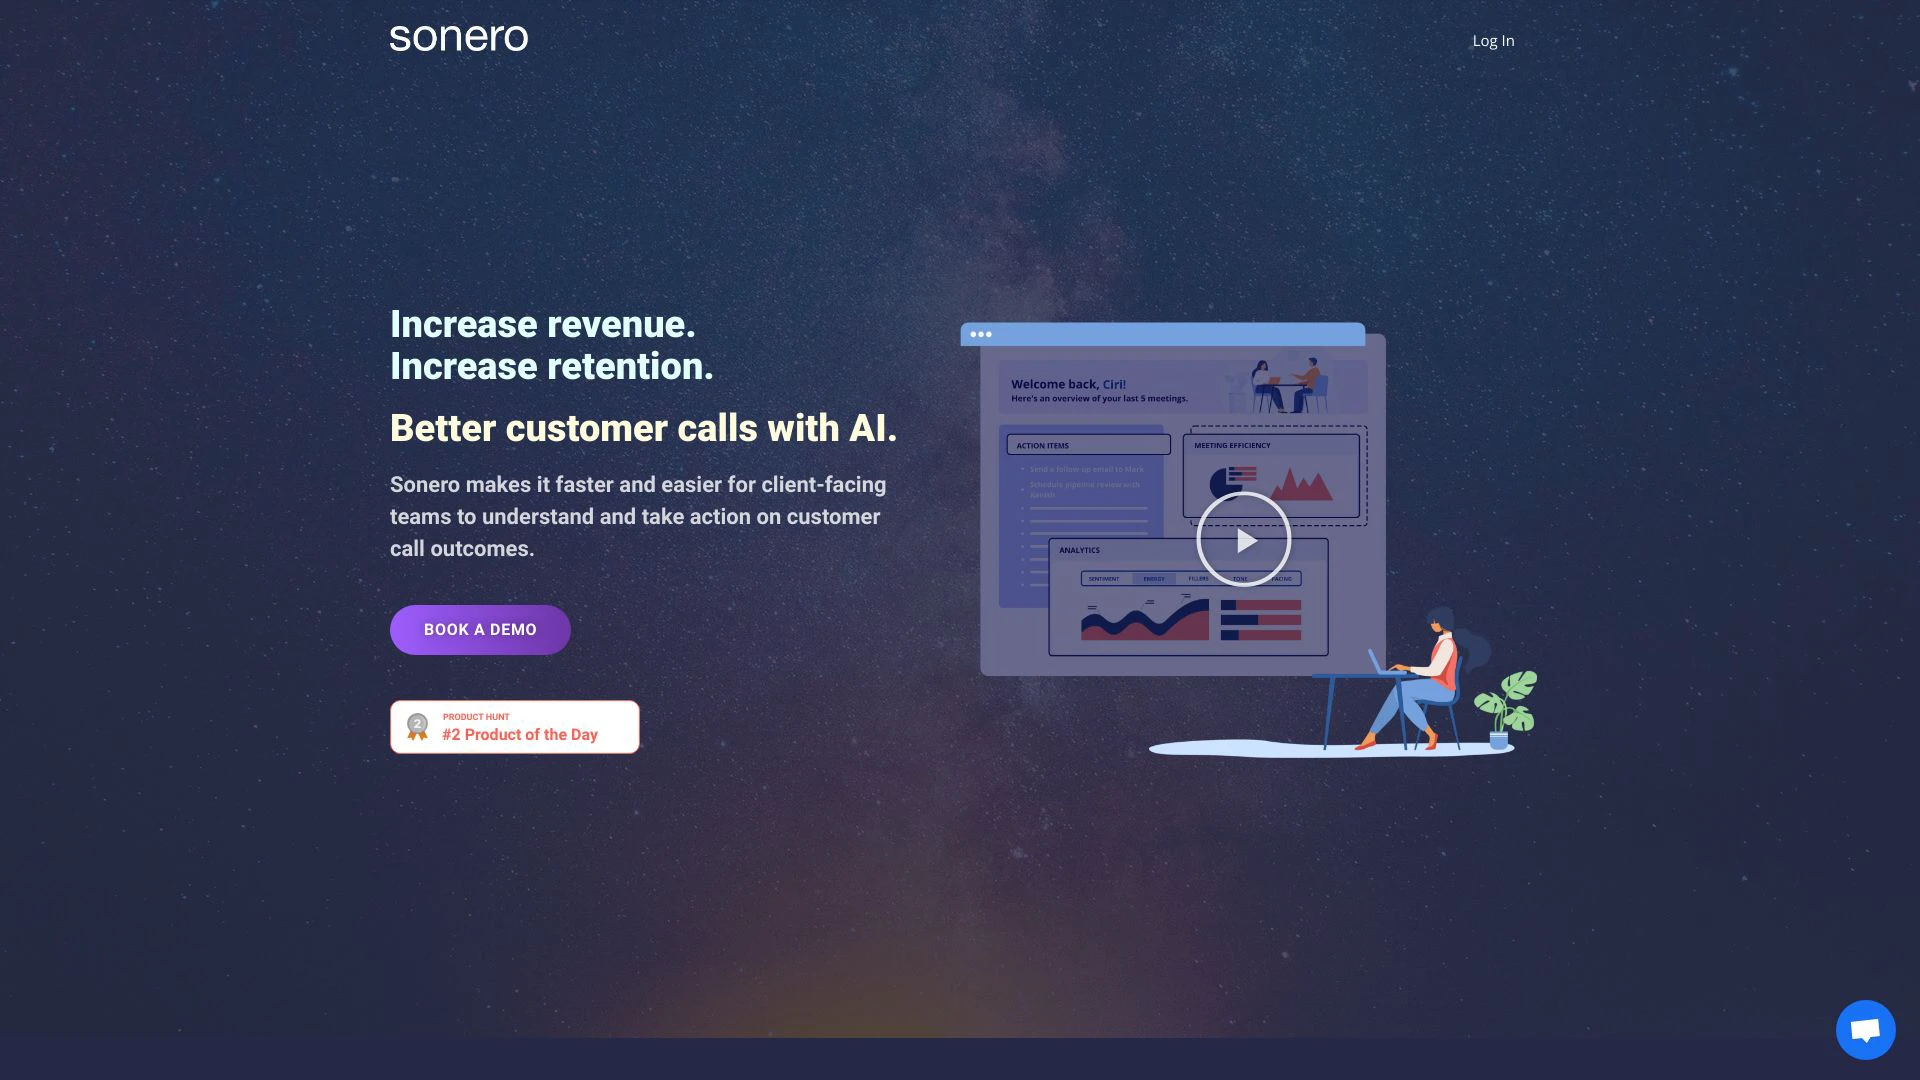 sonero
Log In
Increase revenue.
Increase retention.
Better customer calls with AI.
Sonero makes it faster and easier for client-facing
teams to understand and take action on customer
call outcomes.
BOOK A DEMO
2
PRODUCT HUNT
#2 Product of the Day
Welcome back, Ciri!
Here's an overview of your last 5 meetings.
ACTION ITEMS
Send a follow-up email to Mark
Schedule pipeline review with
MEETING EFFICIENCY
ANALYTICS
SENTIMENT ENERGY FILLERS TONE PACING